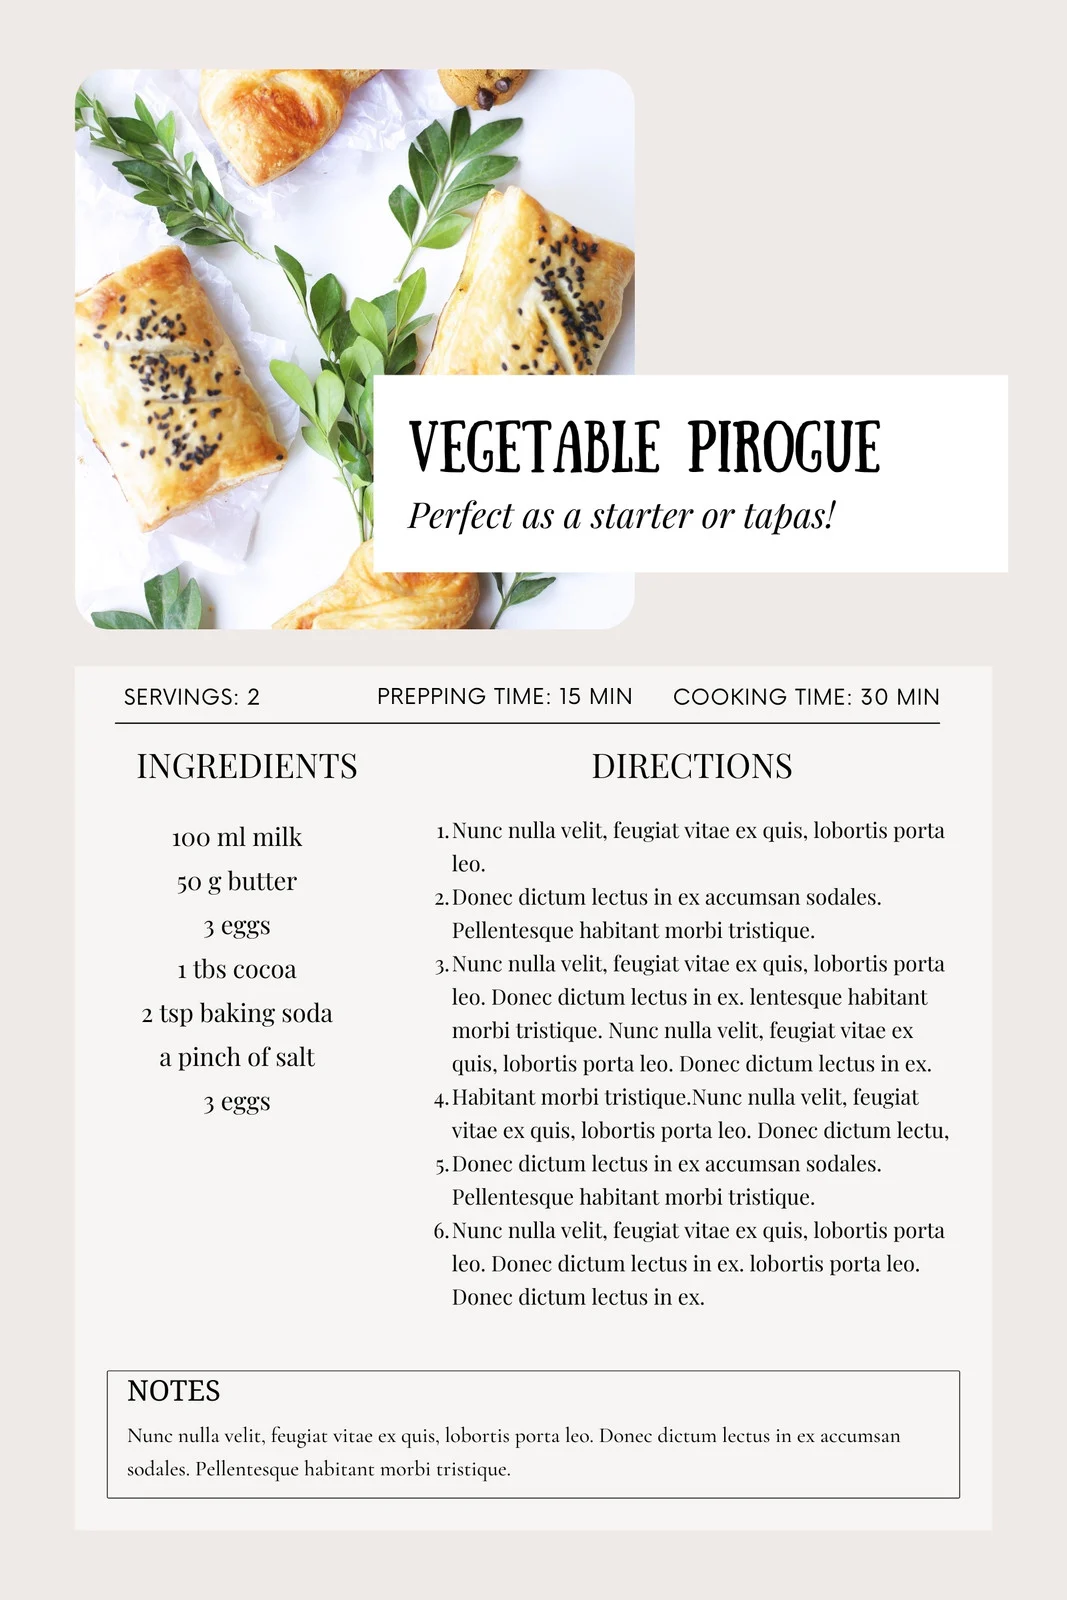 VEGETABLE PIROGUE
Perfect as a starter or tapas!
SERVINGS: 2
PREPPING TIME: 15 MIN
COOKING TIME: 30 MIN
INGREDIENTS
100 ml milk
50 g butter
3 eggs
1 tbs cocoa
2 tsp baking soda
a pinch of salt
3 eggs
DIRECTIONS
1. Nunc nulla velit, feugiat vitae ex quis, lobortis porta
leo.
2. Donec dictum lectus in ex accumsan sodales.
Pellentesque habitant morbi tristique.
3. Nunc nulla velit, feugiat vitae ex quis, lobortis porta
leo. Donec dictum lectus in ex. lentesque habitant
morbi tristique. Nunc nulla velit, feugiat vitae ex
quis, lobortis porta leo. Donec dictum lectus in ex.
4. Habitant morbi tristique.Nunc nulla velit, feugiat
vitae ex quis, lobortis porta leo. Donec dictum lectu,
5. Donec dictum lectus in ex accumsan sodales.
Pellentesque habitant morbi tristique.
6. Nunc nulla velit, feugiat vitae ex quis, lobortis porta
leo. Donec dictum lectus in ex. lobortis porta leo.
Donec dictum lectus in ex.
NOTES
Nunc nulla velit, feugiat vitae ex quis, lobortis porta leo. Donec dictum lectus in ex accumsan
sodales. Pellentesque habitant morbi tristique.